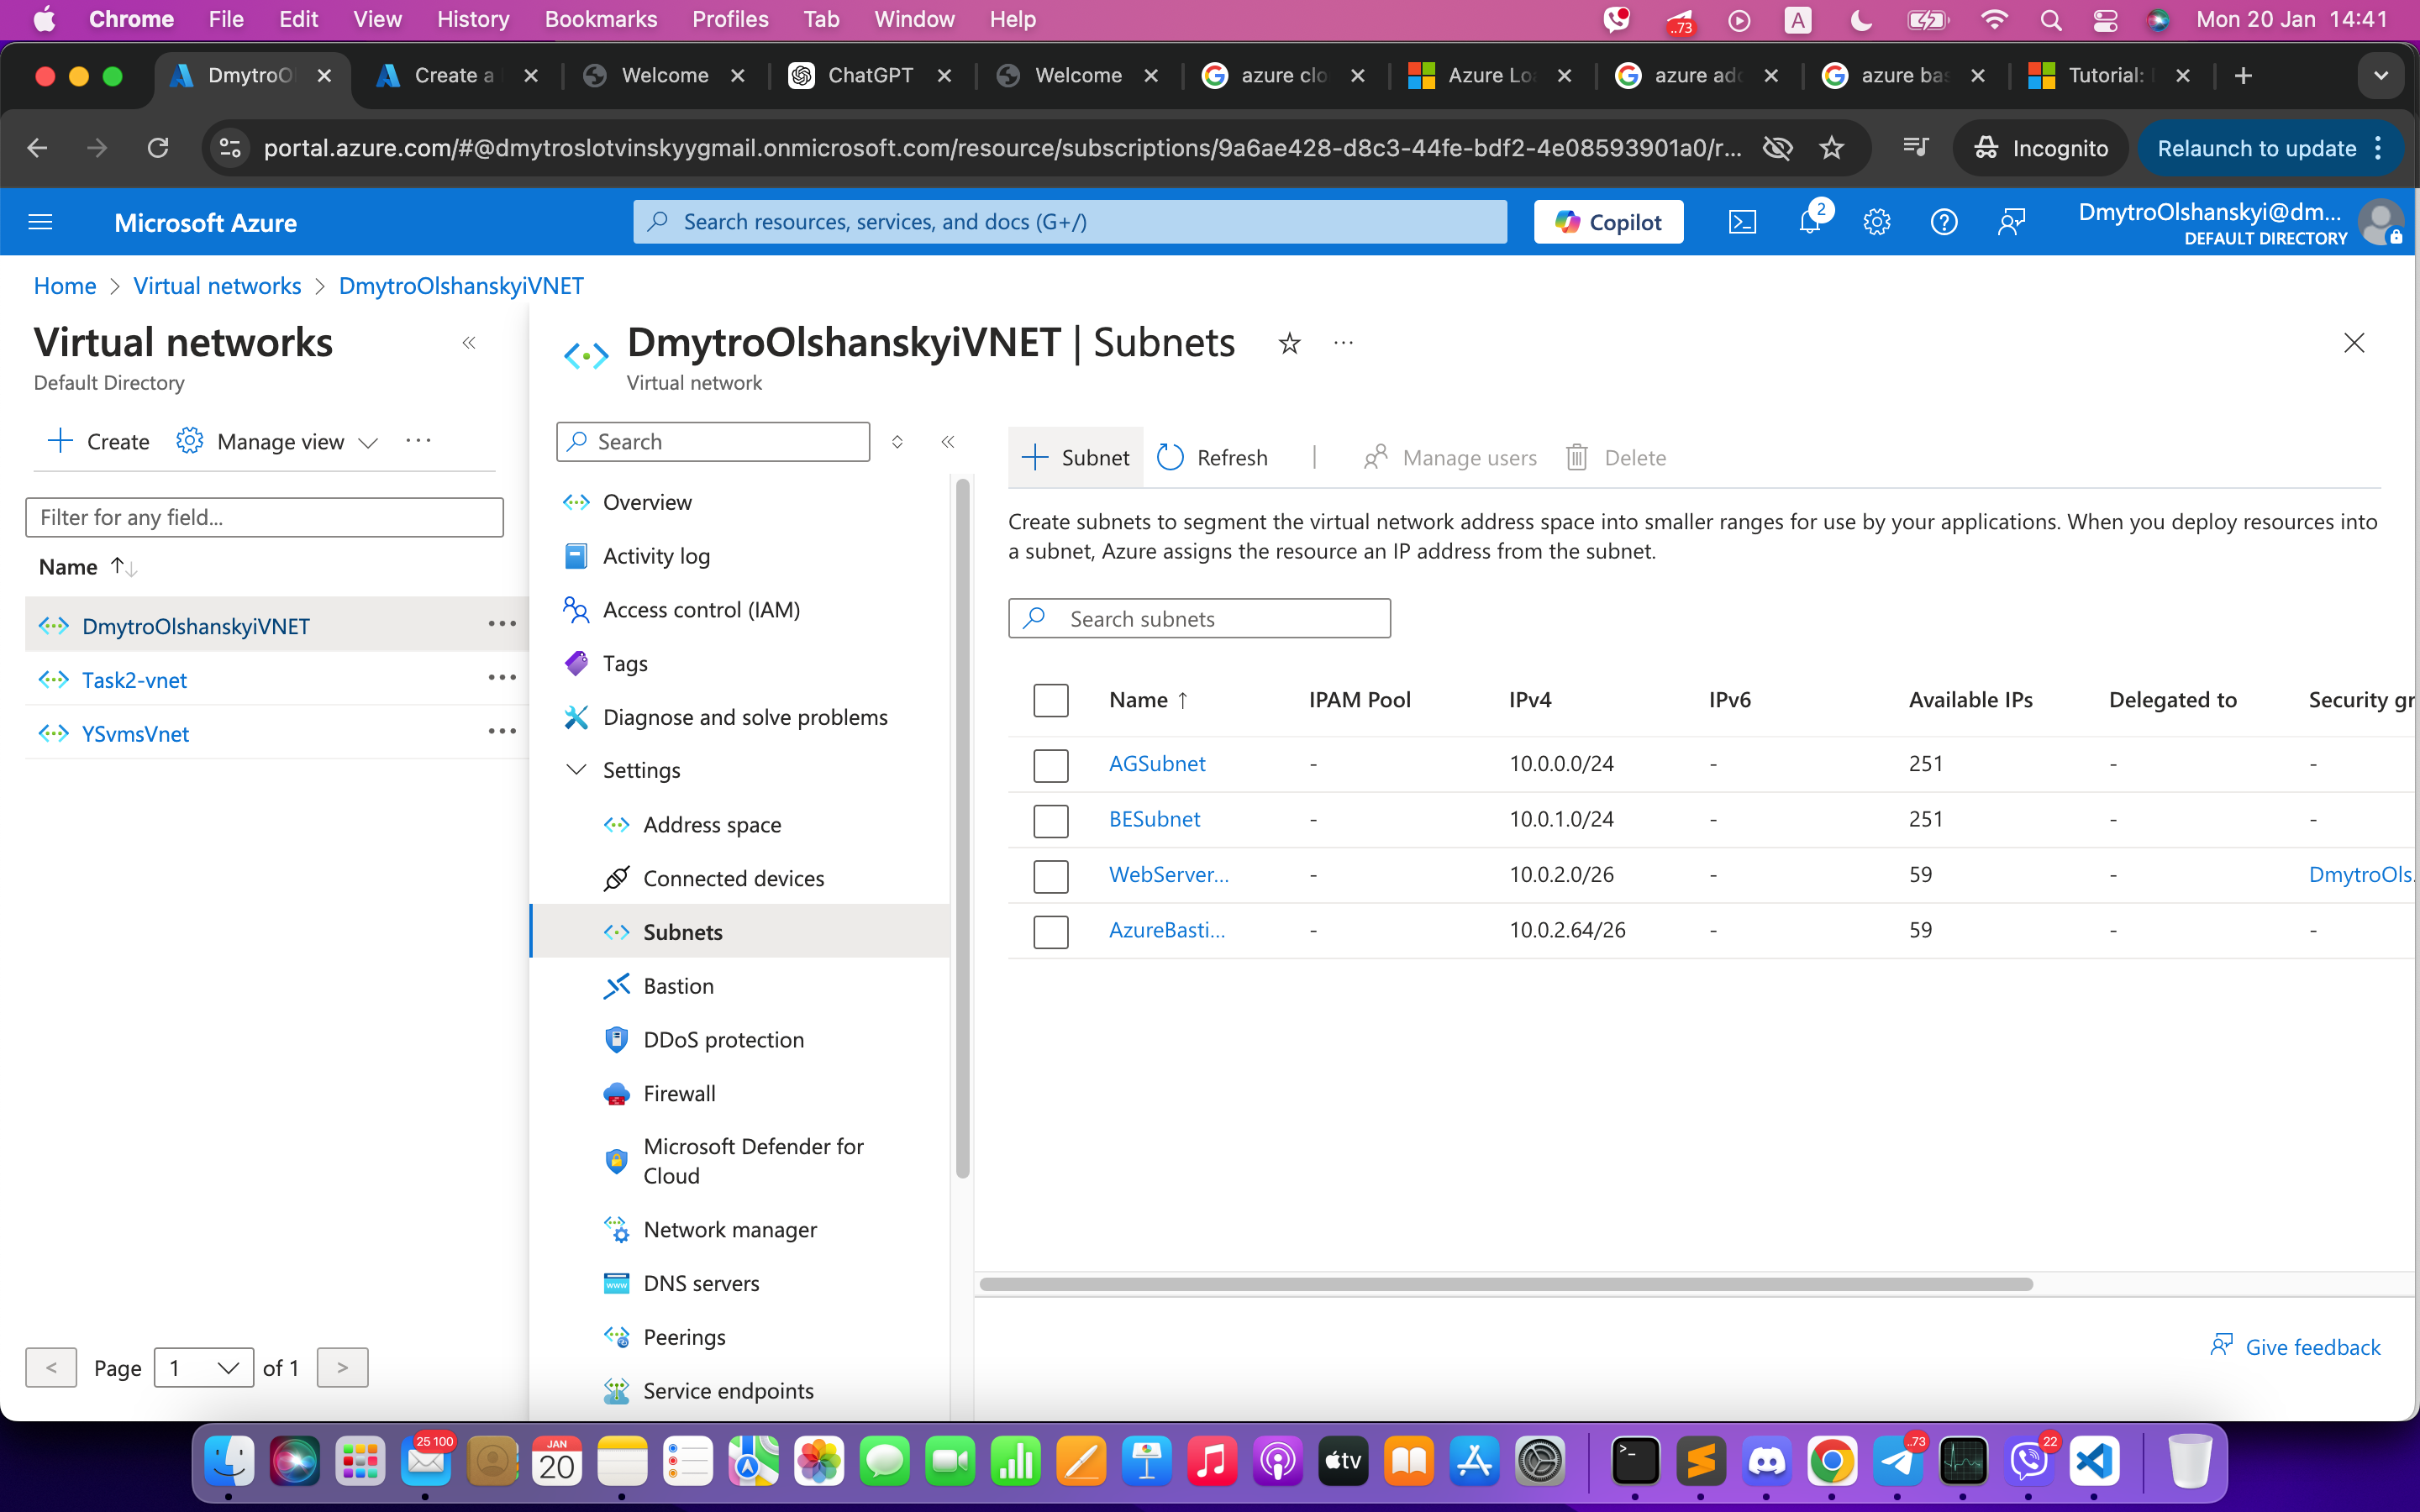 Chrome File Edit View History Bookmarks Profiles Tab Window Help ..73 A Mon 20 Jan 14:41
DmytroO Create a Welcome ChatGPT Welcome azure clo Azure Lo azure ad azure bas Tutorial:
portal.azure.com/#@dmytroslotvinskyygmail.onmicrosoft.com/resource/subscriptions/9a6ae428-d8c3-44fe-bdf2-4e08593901a0/r... Incognito Relaunch to update
Microsoft Azure Search resources, services, and docs (G+/) Copilot 2 DmytroOlshanskyi@dm...
DEFAULT DIRECTORY
Home > Virtual networks > DmytroOlshanskyiVNET
Virtual networks
Default Directory
Create Manage view
Filter for any field...
Name
DmytroOlshanskyiVNET
Task2-vnet
YSvmsVnet
< Page 1 of 1 >
DmytroOlshanskyiVNET | Subnets
Virtual network
Search
Overview
Activity log
Access control (IAM)
Tags
Diagnose and solve problems
Settings
Address space
Connected devices
Subnets
Bastion
DDoS protection
Firewall
Microsoft Defender for
Cloud
Network manager
DNS servers
Peerings
Service endpoints
Subnet Refresh | Manage users Delete
Create subnets to segment the virtual network address space into smaller ranges for use by your applications. When you deploy resources into
a subnet, Azure assigns the resource an IP address from the subnet.
Search subnets
Name ↑ IPAM Pool IPv4 IPv6 Available IPs Delegated to Security gr
AGSubnet - 10.0.0.0/24 - 251 - -
BESubnet - 10.0.1.0/24 - 251 - -
WebServer... - 10.0.2.0/26 - 59 - DmytroOls.
AzureBasti... - 10.0.2.64/26 - 59 - -
Give feedback
25 100 JAN 20 tv ..73 22